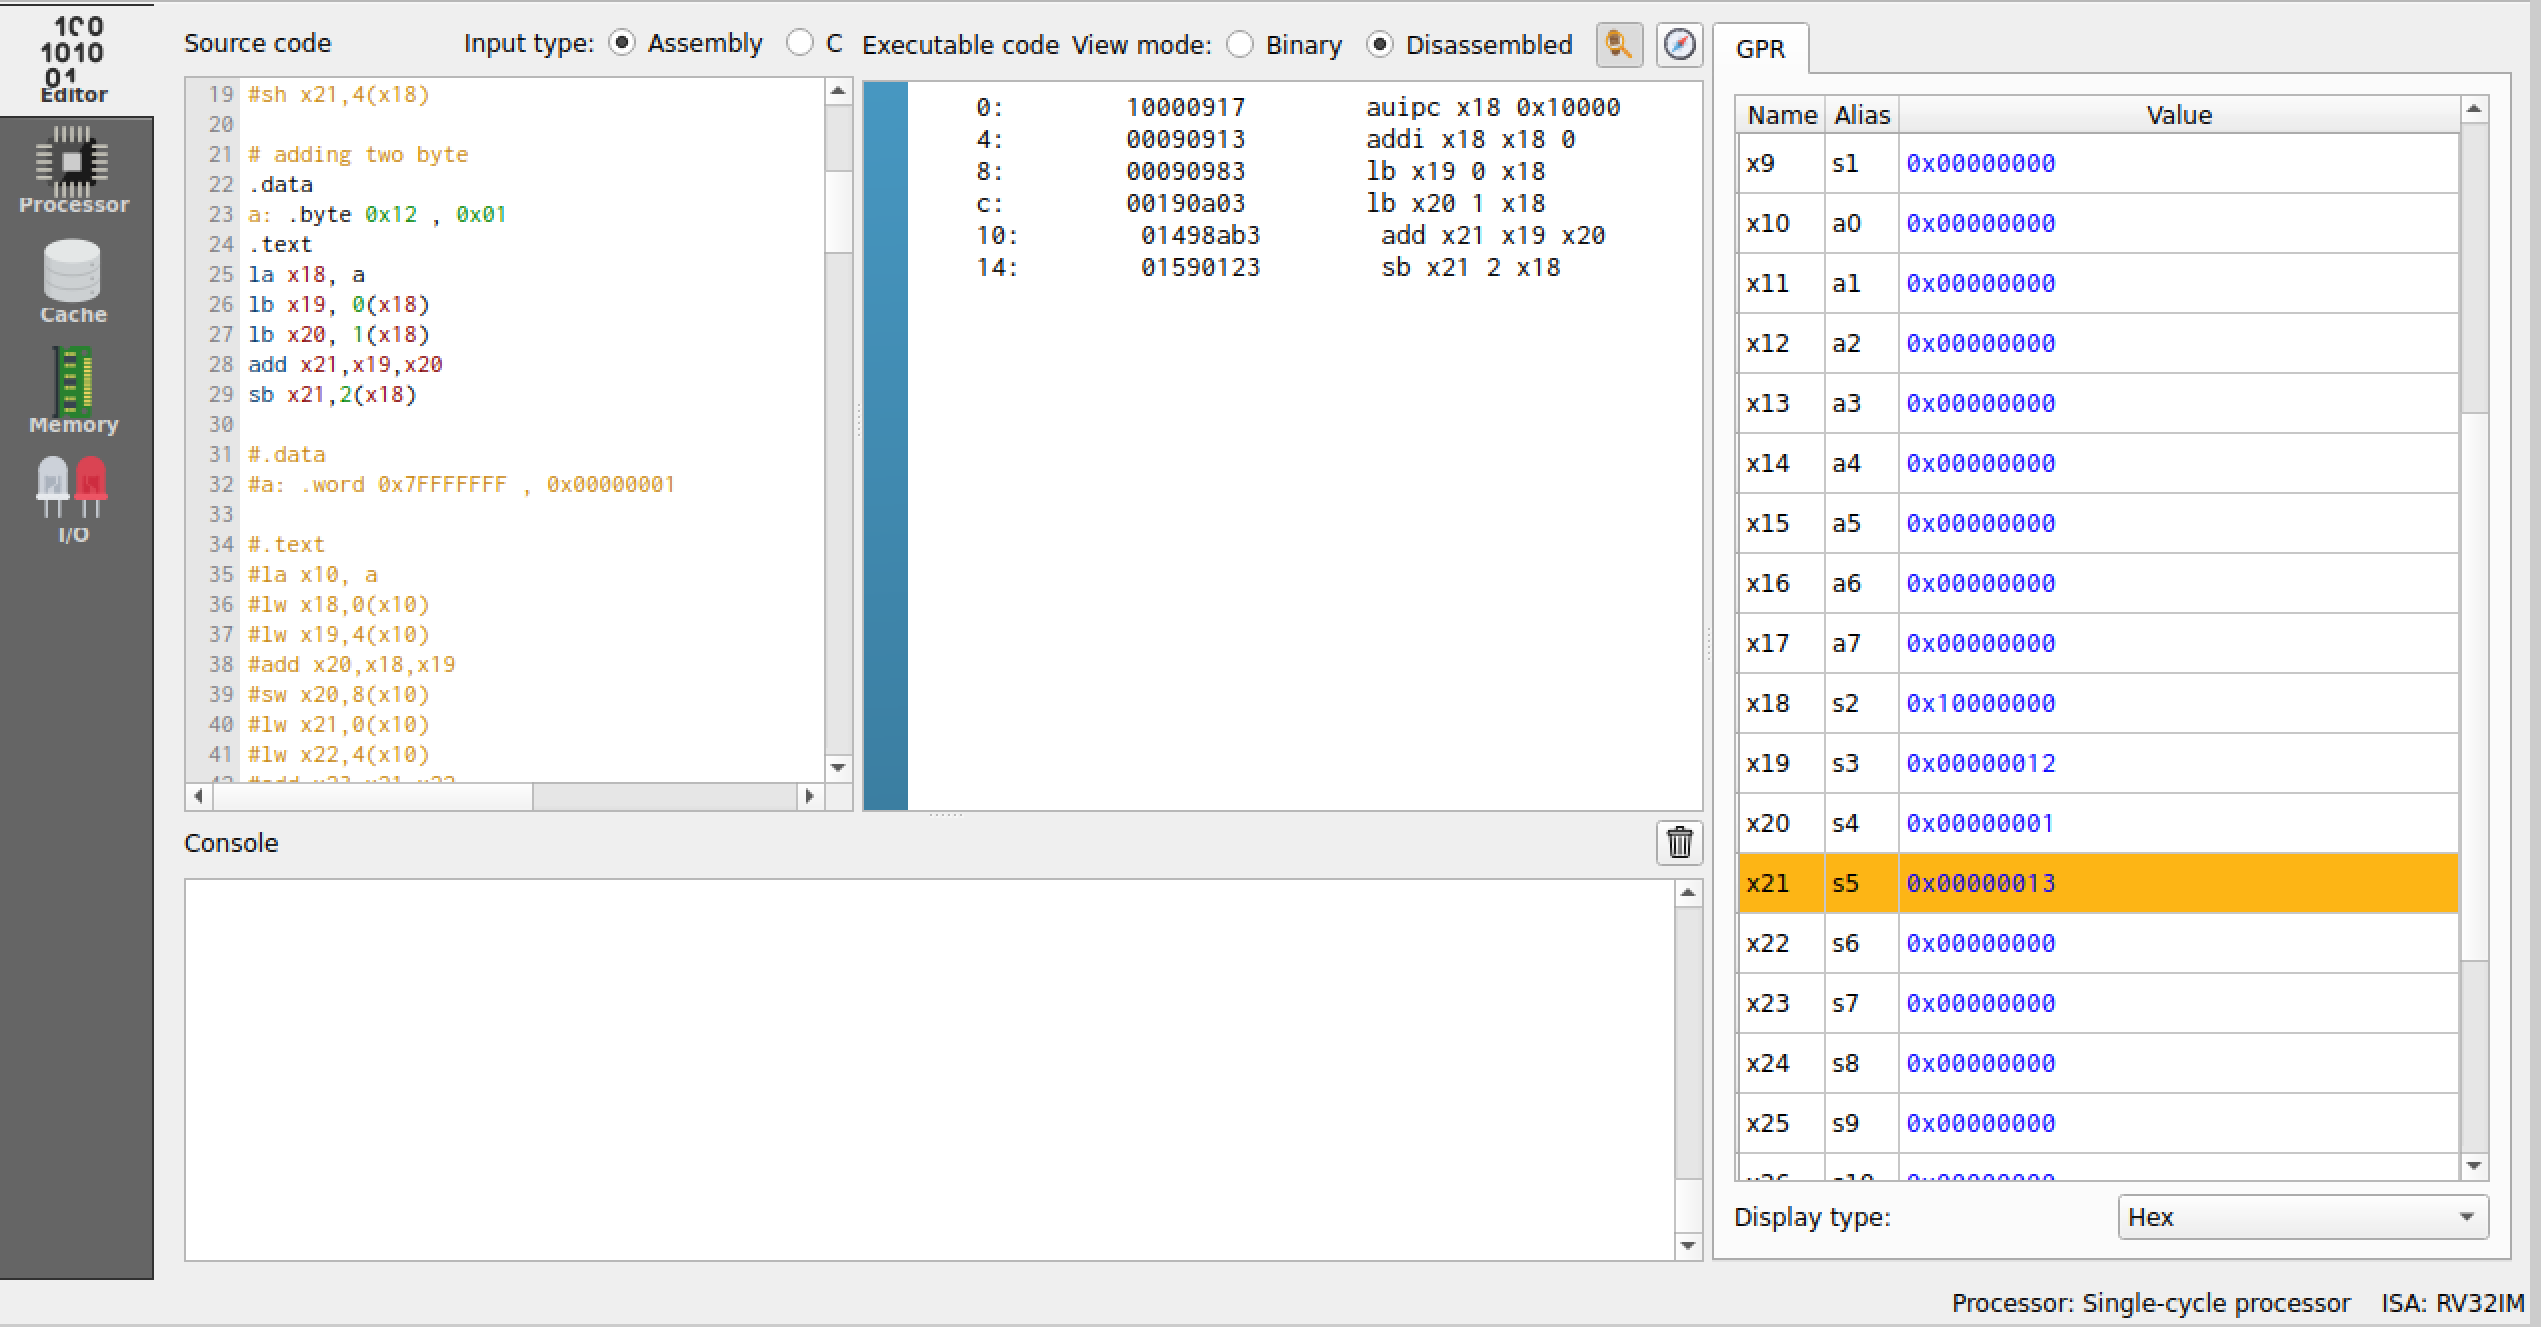 100
1010
01
Editor
Processor
Cache
Memory
I/O
Source code Input type: Assembly C
19 #sh x21,4(x18)
20
21 # adding two byte
22 .data
23 a: .byte 0x12 , 0x01
24 .text
25 la x18, a
26 lb x19, 0(x18)
27 lb x20, 1(x18)
28 add x21,x19,x20
29 sb x21,2(x18)
30
31 #.data
32 #a: .word 0x7FFFFFFF , 0x00000001
33
34 #.text
35 #la x10, a
36 #lw x18,0(x10)
37 #lw x19,4(x10)
38 #add x20,x18,x19
39 #sw x20,8(x10)
40 #lw x21,0(x10)
41 #lw x22,4(x10)
Executable code View mode: Binary Disassembled
0: 10000917 auipc x18 0x10000
4: 00090913 addi x18 x18 0
8: 00090983 lb x19 0 x18
c: 00190a03 lb x20 1 x18
10: 01498ab3 add x21 x19 x20
14: 01590123 sb x21 2 x18
Console
GPR
Name Alias Value
x9 s1 0x00000000
x10 a0 0x00000000
x11 a1 0x00000000
x12 a2 0x00000000
x13 a3 0x00000000
x14 a4 0x00000000
x15 a5 0x00000000
x16 a6 0x00000000
x17 a7 0x00000000
x18 s2 0x10000000
x19 s3 0x00000012
x20 s4 0x00000001
x21 s5 0x00000013
x22 s6 0x00000000
x23 s7 0x00000000
x24 s8 0x00000000
x25 s9 0x00000000
Display type: Hex
Processor: Single-cycle processor ISA: RV32IM